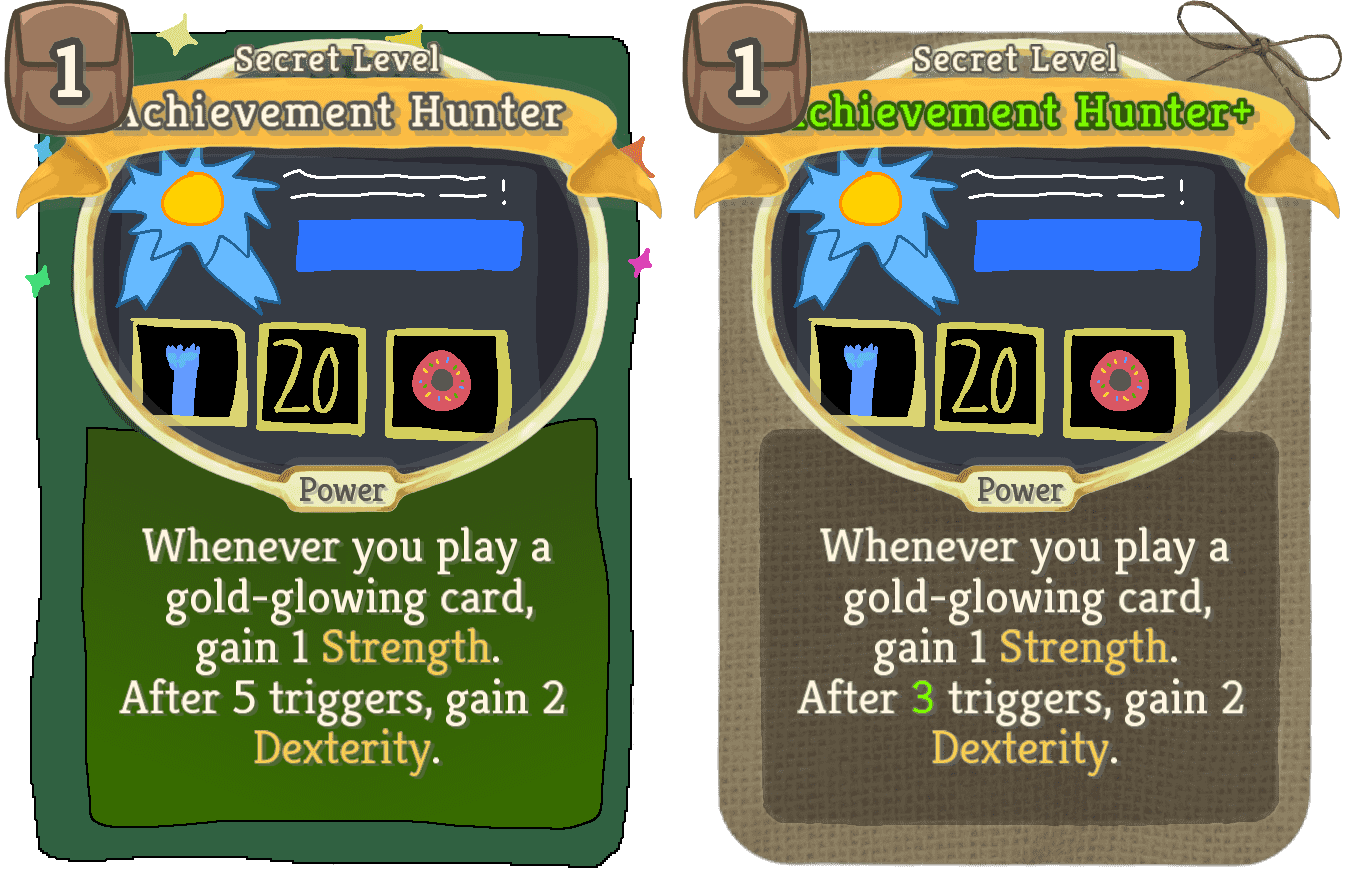 1
Secret Level
Achievement Hunter
20
Power
Whenever you play a
gold-glowing card,
gain 1 Strength.
After 5 triggers, gain 2
Dexterity.
1
Secret Level
Achievement Hunter+
20
Power
Whenever you play a
gold-glowing card,
gain 1 Strength.
After 3 triggers, gain 2
Dexterity.